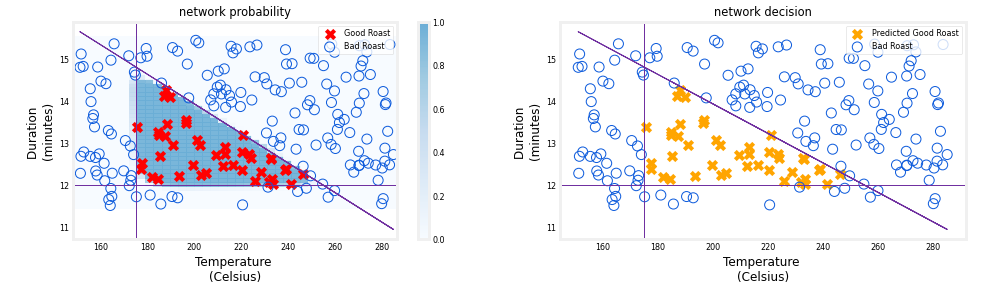 network probability
Good Roast
Bad Roast
15
14
13
12
11
Duration
(minutes)
160
180
200
220
240
260
280
Temperature
(Celsius)
1.0
0.8
0.6
0.4
0.2
0.0
network decision
Predicted Good Roast
Bad Roast
15
14
13
12
11
Duration
(minutes)
160
180
200
220
240
260
280
Temperature
(Celsius)